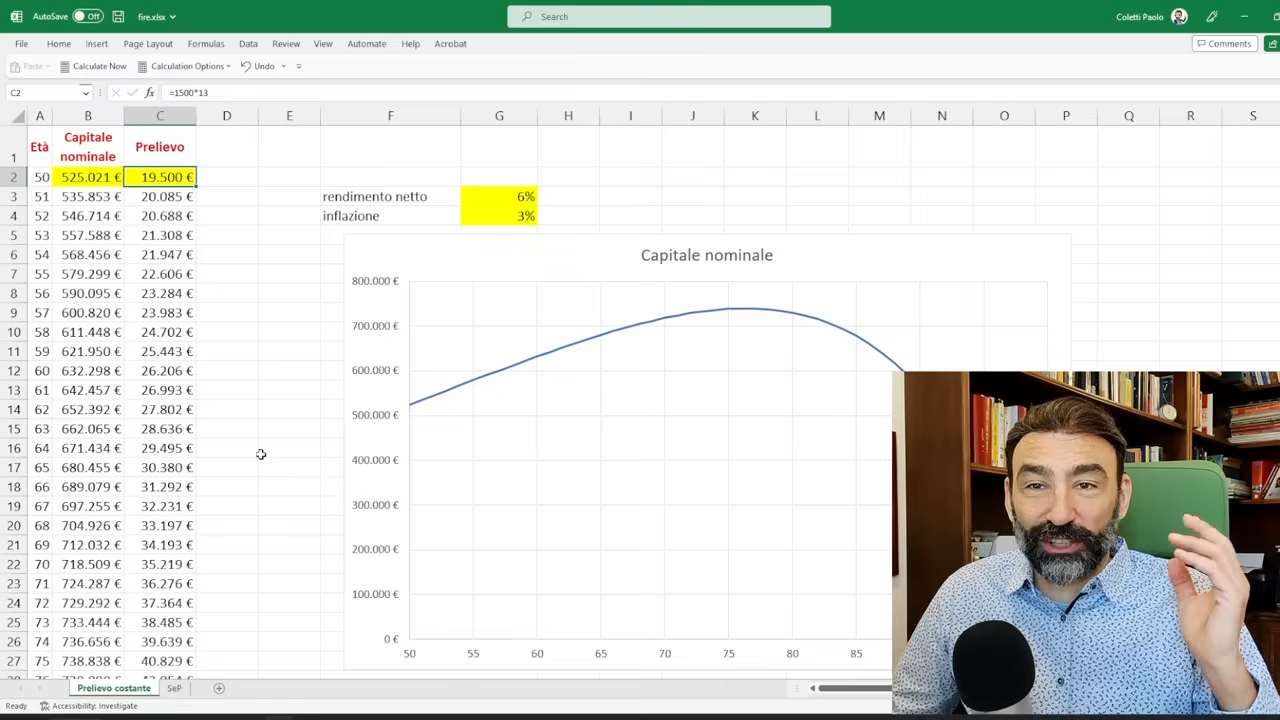 AutoSave Off fire.xlsx Search Coletti Paolo
File Home Insert Page Layout Formulas Data Review View Automate Help Acrobat Comments
Paste Calculate Now Calculation Options Undo
C2 fx =1500*13
A B C D E F G H I J K L M N O P Q R S
1 Età Capitale nominale Prelievo
2 50 525.021 € 19.500 €
3 51 535.853 € 20.085 € rendimento netto 6%
4 52 546.714 € 20.688 € inflazione 3%
5 53 557.588 € 21.308 €
6 54 568.456 € 21.947 €
7 55 579.299 € 22.606 €
8 56 590.095 € 23.284 €
9 57 600.820 € 23.983 €
10 58 611.448 € 24.702 €
11 59 621.950 € 25.443 €
12 60 632.298 € 26.206 €
13 61 642.457 € 26.993 €
14 62 652.392 € 27.802 €
15 63 662.065 € 28.636 €
16 64 671.434 € 29.495 €
17 65 680.455 € 30.380 €
18 66 689.079 € 31.292 €
19 67 697.255 € 32.231 €
20 68 704.926 € 33.197 €
21 69 712.032 € 34.193 €
22 70 718.509 € 35.219 €
23 71 724.287 € 36.276 €
24 72 729.292 € 37.364 €
25 73 733.444 € 38.485 €
26 74 736.656 € 39.639 €
27 75 738.838 € 40.829 €
Capitale nominale
800.000 €
700.000 €
600.000 €
500.000 €
400.000 €
300.000 €
200.000 €
100.000 €
0 €
50 55 60 65 70 75 80 85
Prelievo costante SeP
Ready Accessibility: Investigate